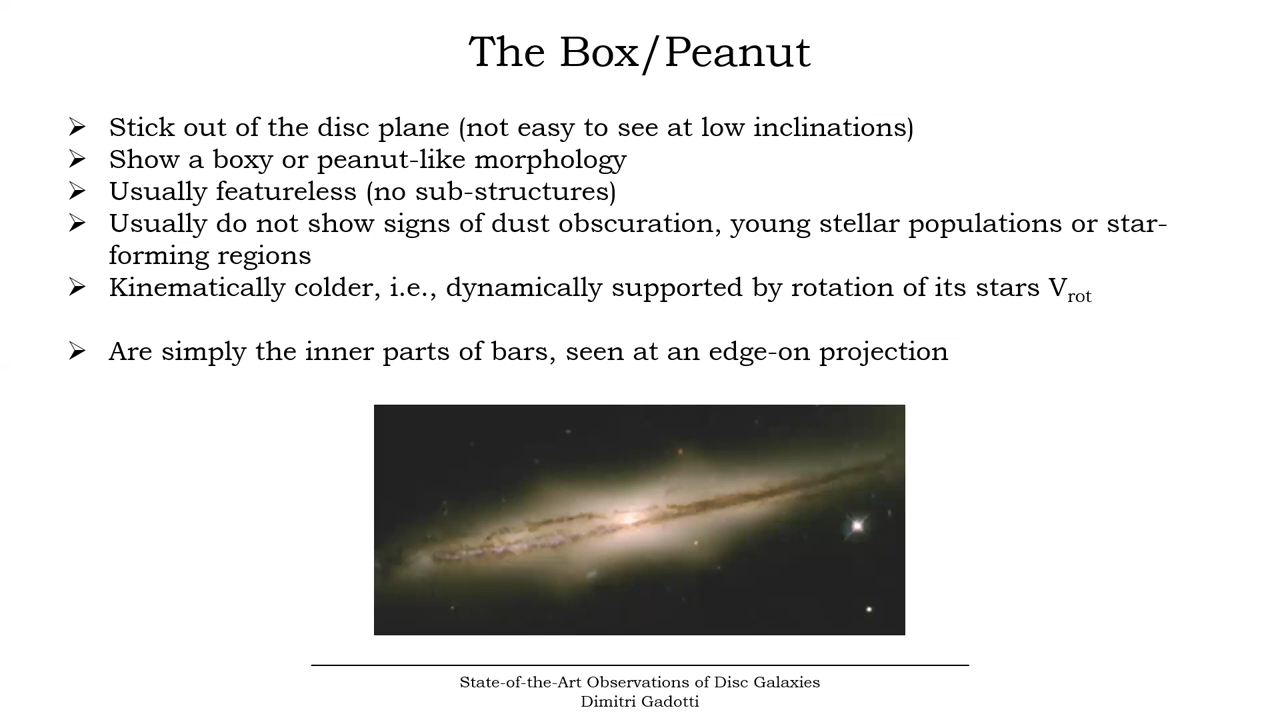 The Box/Peanut
➢ Stick out of the disc plane (not easy to see at low inclinations)
➢ Show a boxy or peanut-like morphology
➢ Usually featureless (no sub-structures)
➢ Usually do not show signs of dust obscuration, young stellar populations or star-
forming regions
➢ Kinematically colder, i.e., dynamically supported by rotation of its stars Vrot
➢ Are simply the inner parts of bars, seen at an edge-on projection
State-of-the-Art Observations of Disc Galaxies
Dimitri Gadotti